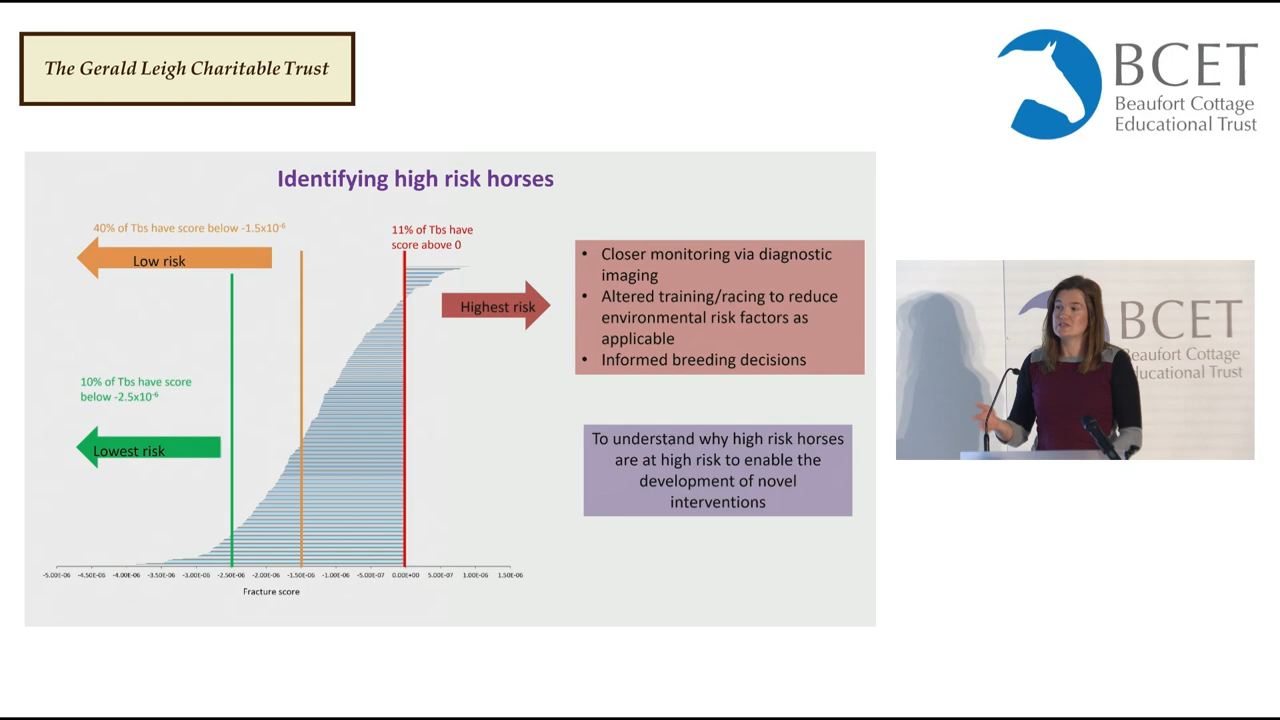 The Gerald Leigh Charitable Trust
BCET
Beaufort Cottage
Educational Trust
Identifying high risk horses
40% of Tbs have score below -1.5x10⁻⁶
Low risk
11% of Tbs have
score above 0
Highest risk
10% of Tbs have score
below -2.5x10⁻⁶
Lowest risk
-5.00E-06 -4.50E-06 -4.00E-06 -3.50E-06 -3.00E-06 -2.50E-06 -2.00E-06 -1.50E-06 -1.00E-06 -5.00E-07 0.00E+00 5.00E-07 1.00E-06 1.50E-06
Fracture score
• Closer monitoring via diagnostic
imaging
• Altered training/racing to reduce
environmental risk factors as
applicable
• Informed breeding decisions
To understand why high risk horses
are at high risk to enable the
development of novel
interventions
BCET
Beaufort Cottage
ducational Trust